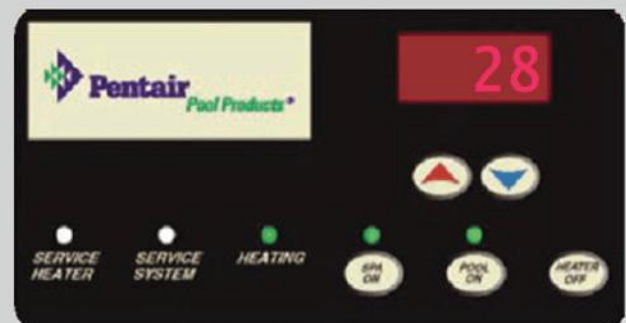 Pentair
Pool Products®
28
SERVICE
HEATER
SERVICE
SYSTEM
HEATING
SPA
ON
POOL
ON
HEATER
OFF